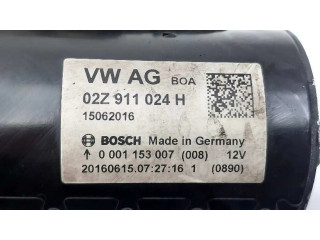 VW AG BOA
02Z 911 024 H
15062016
BOSCH Made in Germany
↑ 0 001 153 007 (008) 12V
20160615.07:27:16 1 (0890)